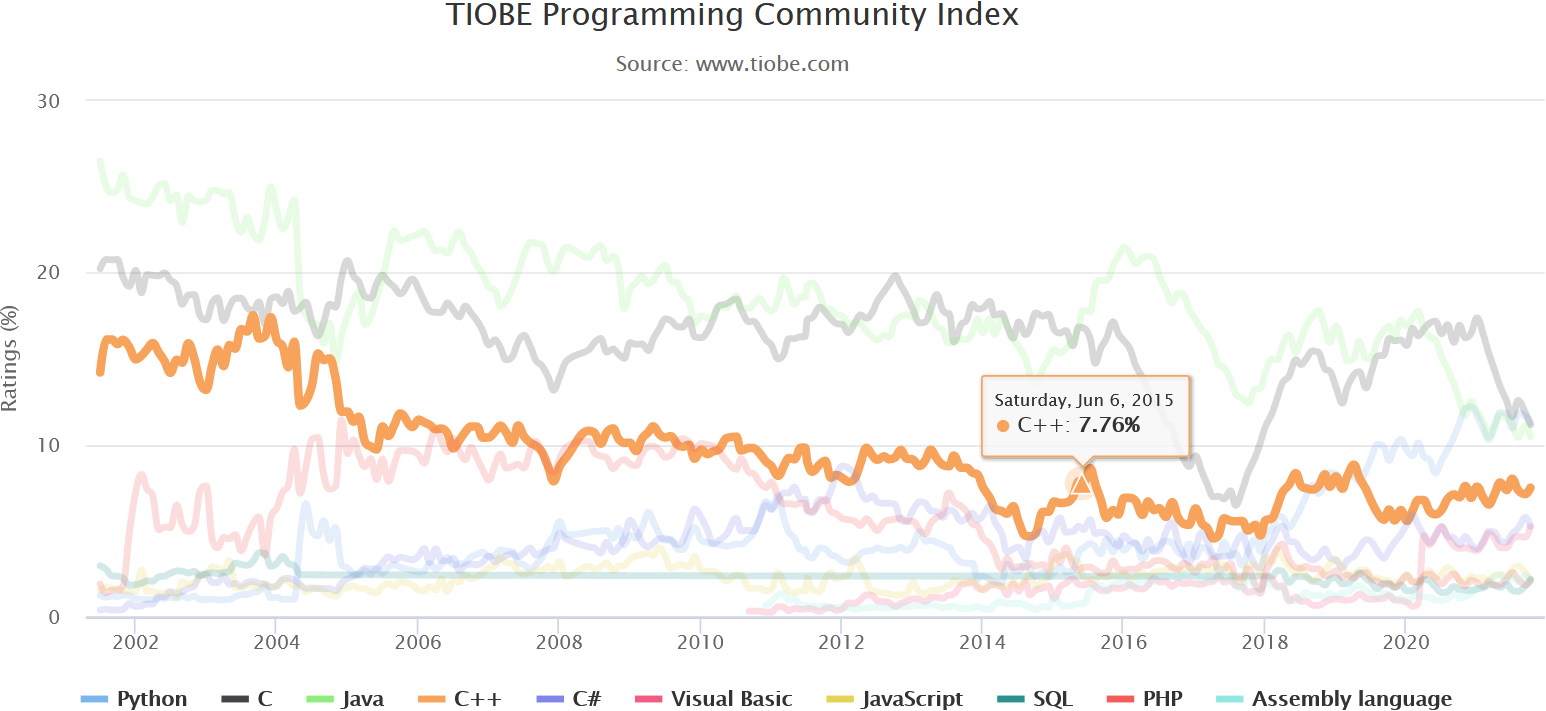 TIOBE Programming Community Index
Source: www.tiobe.com
Ratings (%)
30
20
10
0
Saturday, Jun 6, 2015
C++: 7.76%
2002 2004 2006 2008 2010 2012 2014 2016 2018 2020
Python C Java C++ C# Visual Basic JavaScript SQL PHP Assembly language